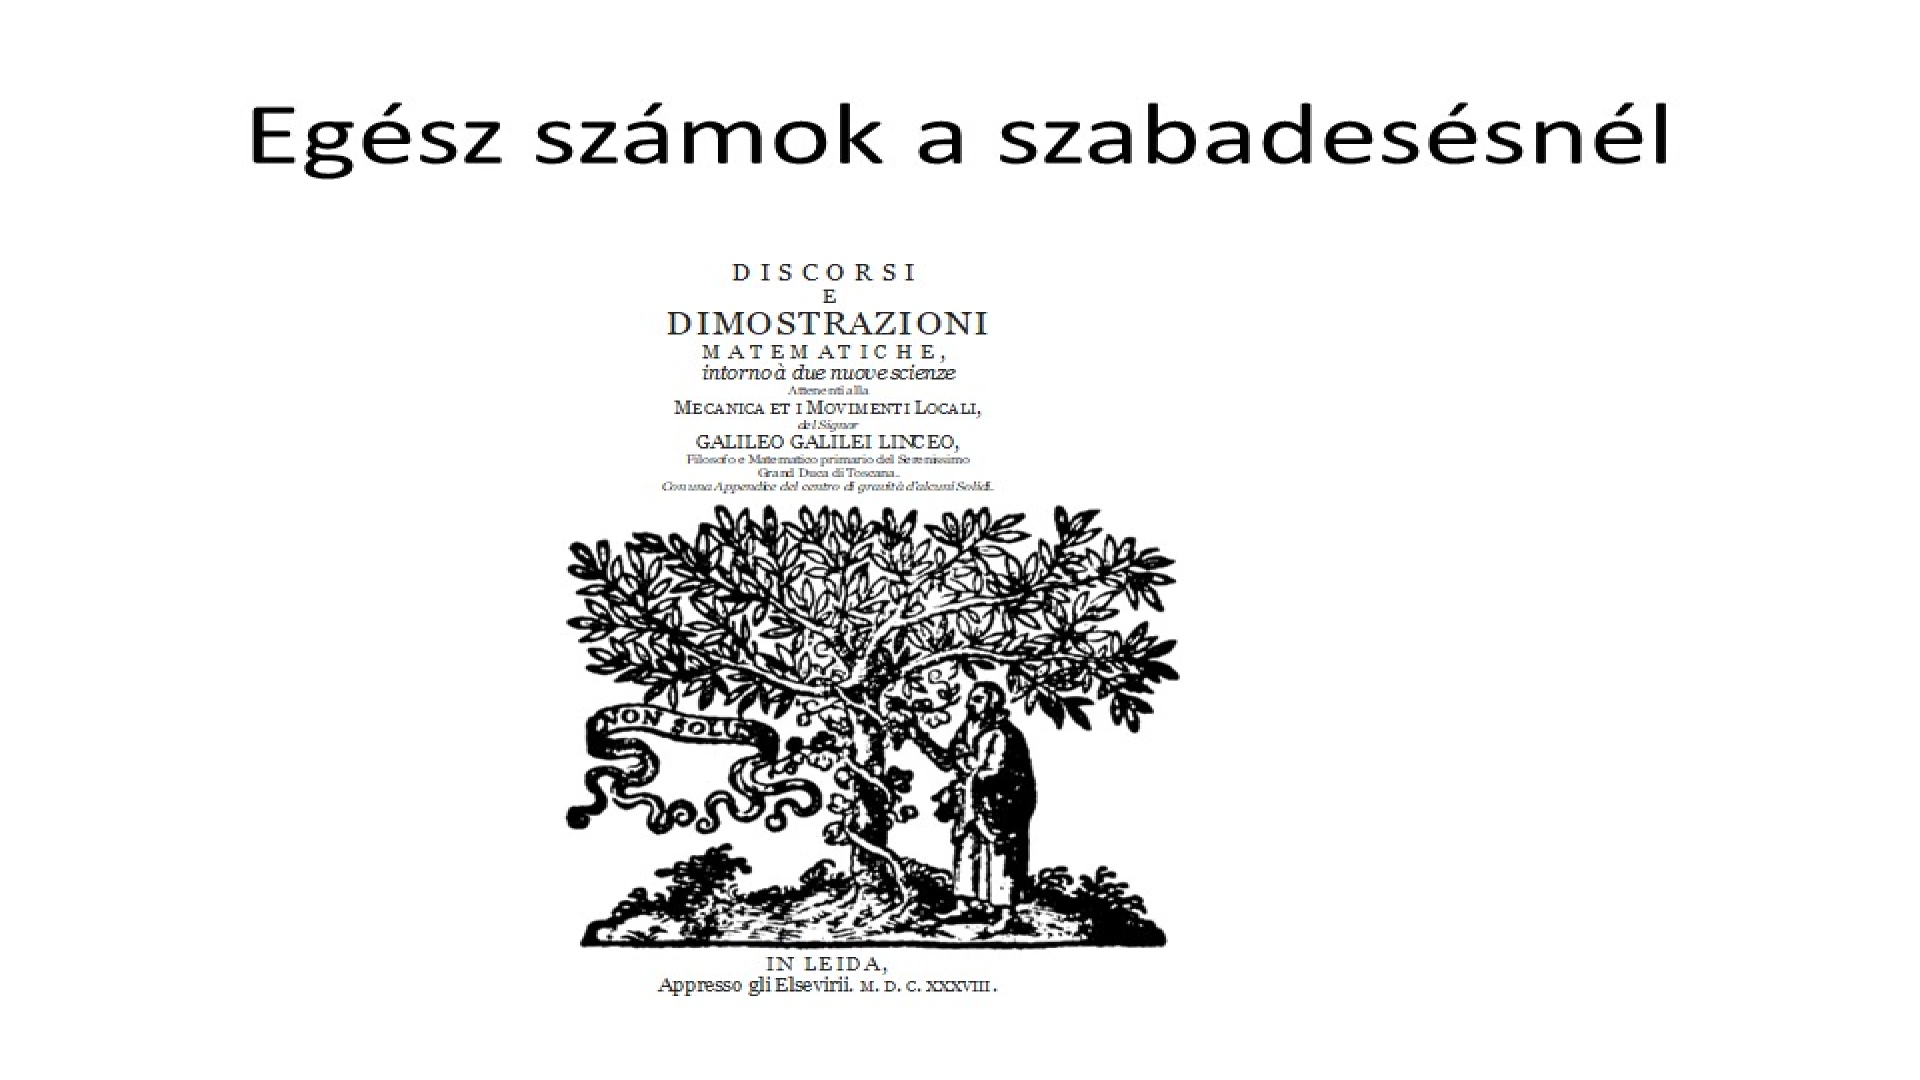 Egész számok a szabadesésnél
DISCORSI
E
DIMOSTRAZIONI
MATEMATICHE,
intorno à due nuove scienze
Attenenti alla
MECANICA ET I MOVIMENTI LOCALI,
del Signor
GALILEO GALILEI LINCEO,
Filosofo e Matematico primario del Serenissimo
Grand Duca di Toscana.
Con una Appendice del centro di gravità d'alcuni Solidi.
NON SOLUS
IN LEIDA,
Appresso gli Elsevirii. M. D. C. XXXVIII.